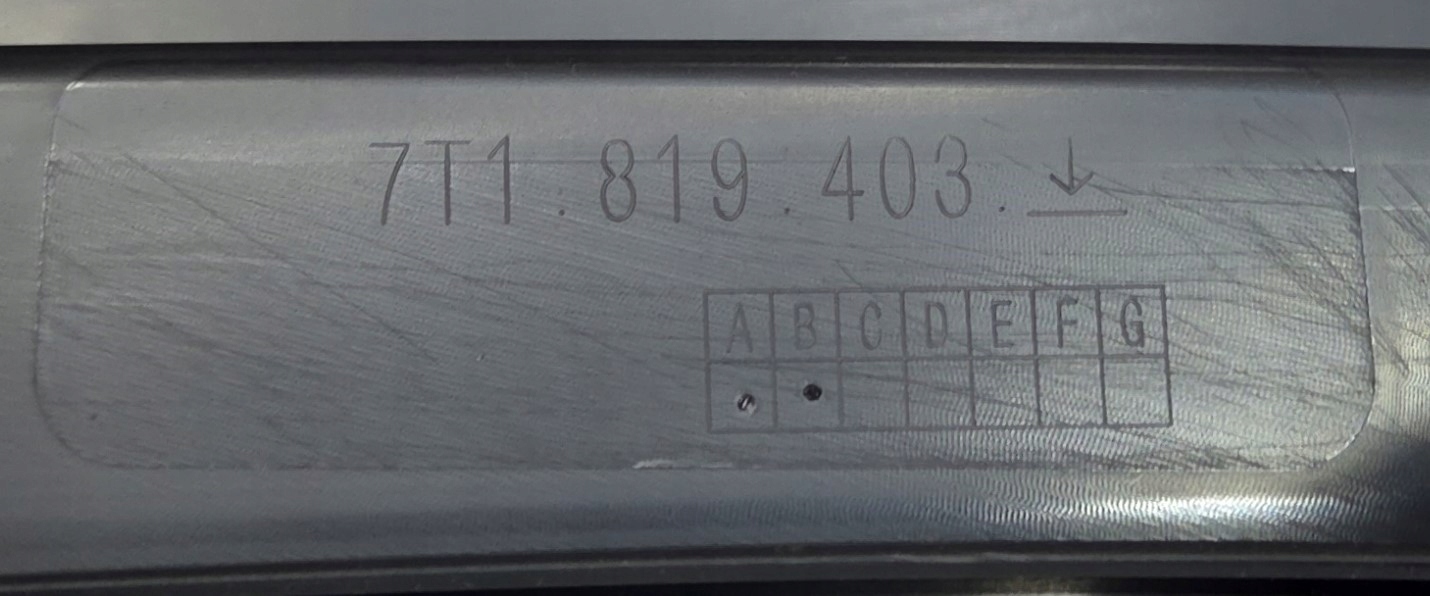 7T1.819.403.↓
A B C D E F G